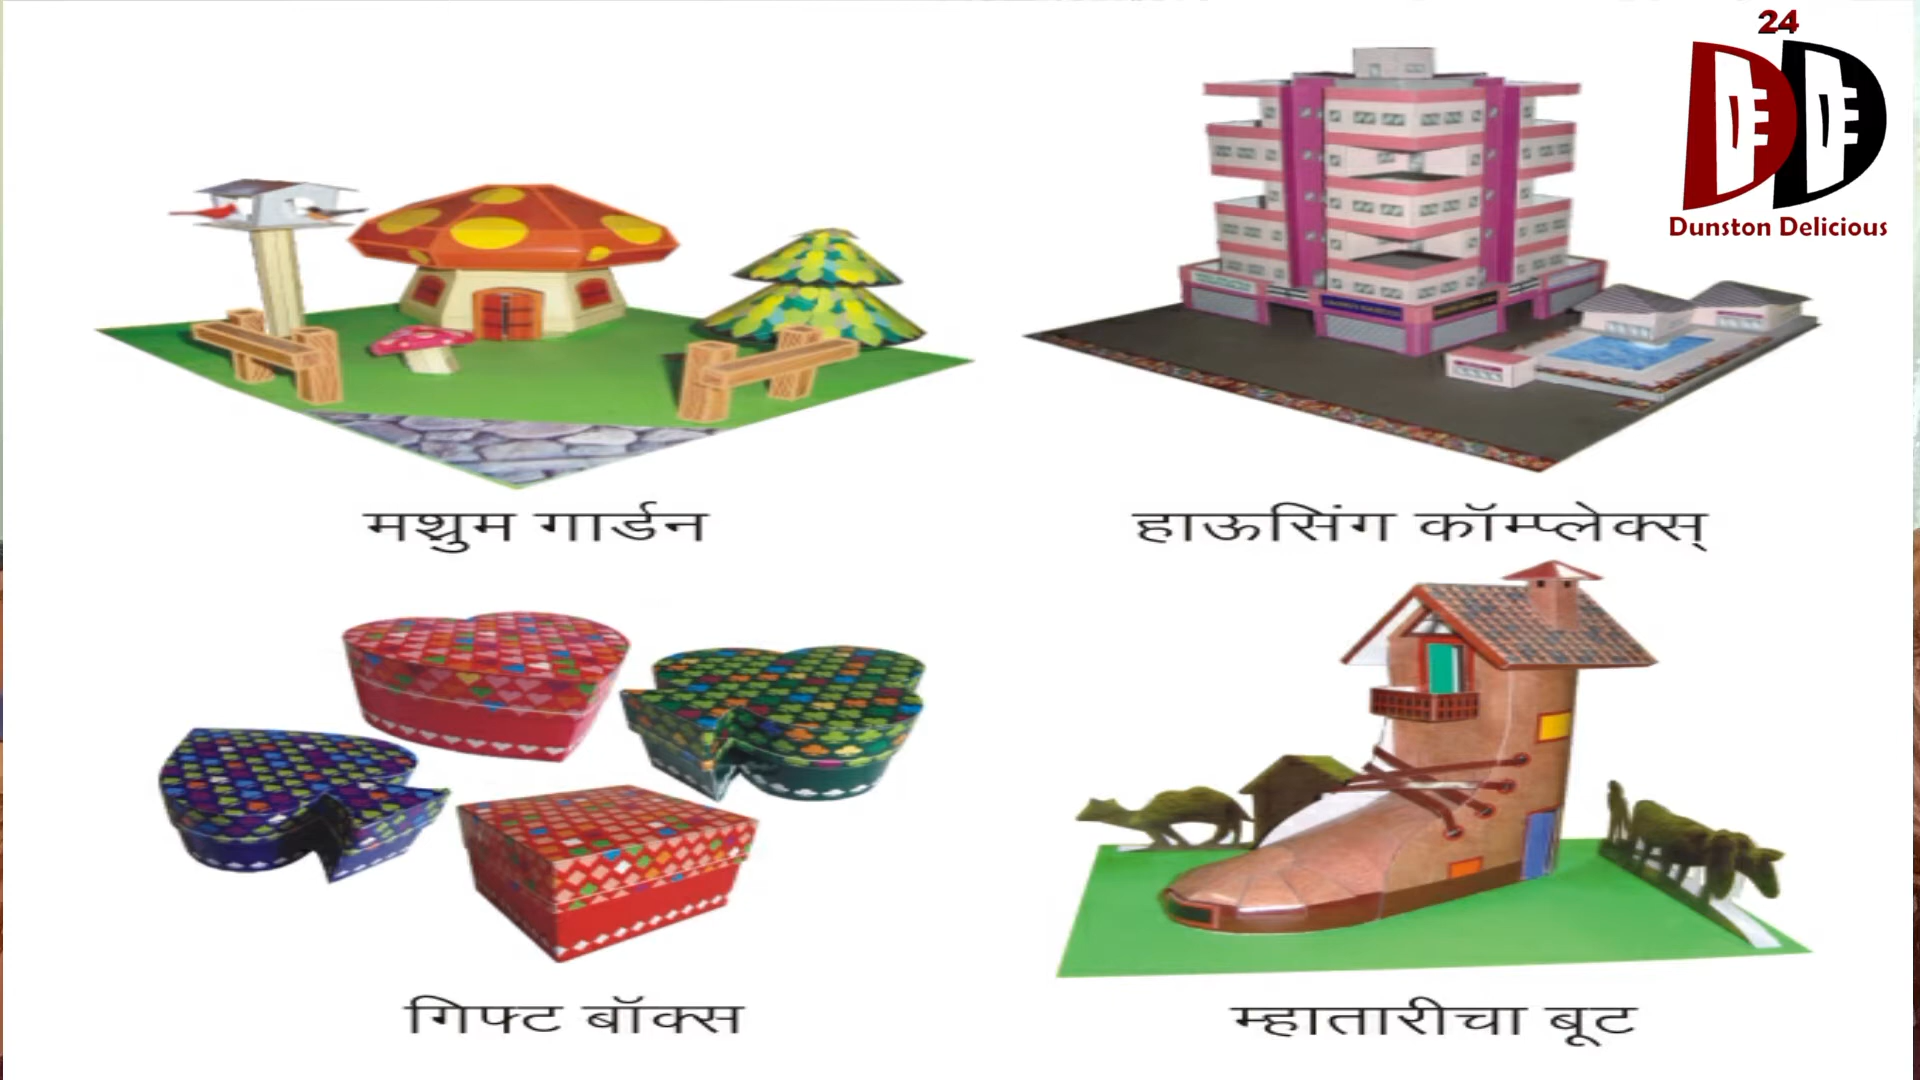 24
Dunston Delicious
मश्रुम गार्डन
हाऊसिंग कॉम्प्लेक्स्
गिफ्ट बॉक्स
म्हातारीचा बूट